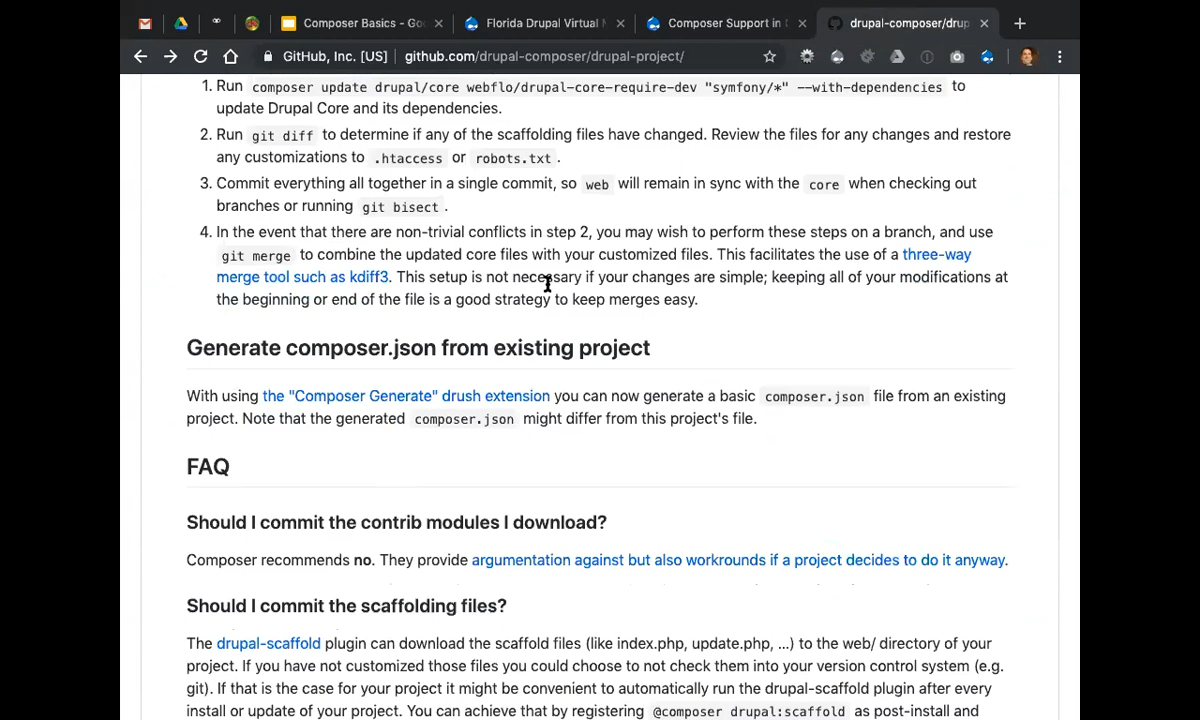 Composer Basics - Goo
Florida Drupal Virtual M
Composer Support in D
drupal-composer/drup
GitHub, Inc. [US]
github.com/drupal-composer/drupal-project/
1. Run composer update drupal/core webflo/drupal-core-require-dev "symfony/*" --with-dependencies to
update Drupal Core and its dependencies.
2. Run git diff to determine if any of the scaffolding files have changed. Review the files for any changes and restore
any customizations to .htaccess or robots.txt.
3. Commit everything all together in a single commit, so web will remain in sync with the core when checking out
branches or running git bisect.
4. In the event that there are non-trivial conflicts in step 2, you may wish to perform these steps on a branch, and use
git merge to combine the updated core files with your customized files. This facilitates the use of a three-way
merge tool such as kdiff3. This setup is not necessary if your changes are simple; keeping all of your modifications at
the beginning or end of the file is a good strategy to keep merges easy.
Generate composer.json from existing project
With using the "Composer Generate" drush extension you can now generate a basic composer.json file from an existing
project. Note that the generated composer.json might differ from this project's file.
FAQ
Should I commit the contrib modules I download?
Composer recommends no. They provide argumentation against but also workrounds if a project decides to do it anyway.
Should I commit the scaffolding files?
The drupal-scaffold plugin can download the scaffold files (like index.php, update.php, …) to the web/ directory of your
project. If you have not customized those files you could choose to not check them into your version control system (e.g.
git). If that is the case for your project it might be convenient to automatically run the drupal-scaffold plugin after every
install or update of your project. You can achieve that by registering @composer drupal:scaffold as post-install and